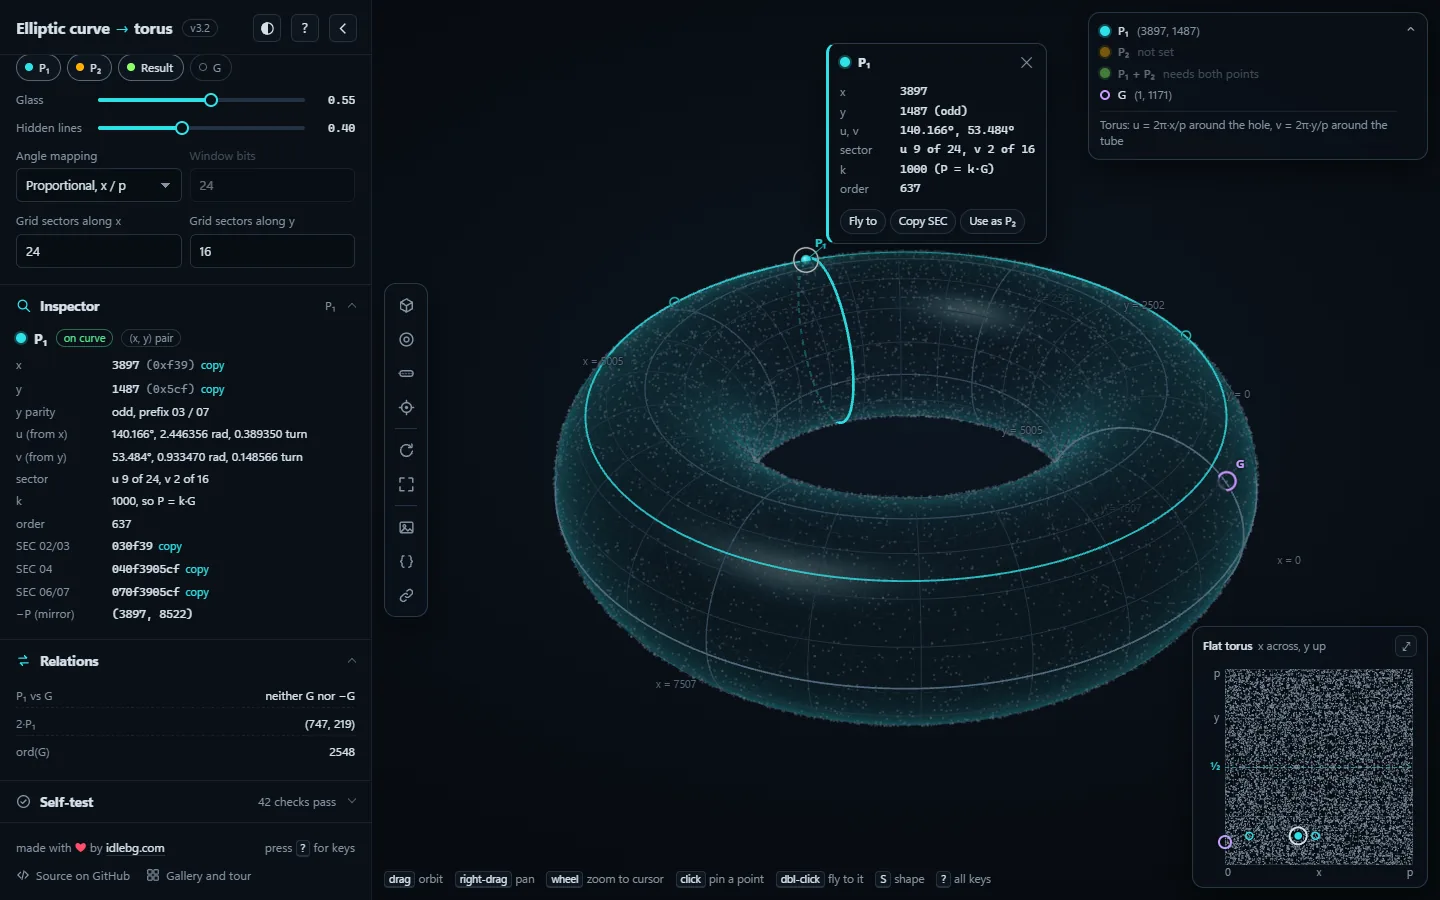 Elliptic curve → torus v3.2
?
P₁ P₂ Result G
Glass 0.55
Hidden lines 0.40
Angle mapping Window bits
Proportional, x / p 24
Grid sectors along x Grid sectors along y
24 16
Inspector P₁
P₁ on curve (x, y) pair
x 3897 (0xf39) copy
y 1487 (0x5cf) copy
y parity odd, prefix 03 / 07
u (from x) 140.166°, 2.446356 rad, 0.389350 turn
v (from y) 53.484°, 0.933470 rad, 0.148566 turn
sector u 9 of 24, v 2 of 16
k 1000, so P = k·G
order 637
SEC 02/03 030f39 copy
SEC 04 040f3905cf copy
SEC 06/07 070f3905cf copy
−P (mirror) (3897, 8522)
Relations
P₁ vs G neither G nor −G
2·P₁ (747, 219)
ord(G) 2548
Self-test 42 checks pass
made with ❤ by idlebg.com press ? for keys
Source on GitHub Gallery and tour
P₁
x 3897
y 1487 (odd)
u, v 140.166°, 53.484°
sector u 9 of 24, v 2 of 16
k 1000 (P = k·G)
order 637
Fly to Copy SEC Use as P₂
P₁ (3897, 1487)
P₂ not set
P₁ + P₂ needs both points
G (1, 1171)
Torus: u = 2π·x/p around the hole, v = 2π·y/p around the
tube
P₁
y = 2502
x = 5005
y = 0
y = 5005
G
y = 7507
x = 0
x = 7507
Flat torus x across, y up
p
y
½
0 x p
drag orbit right-drag pan wheel zoom to cursor click pin a point dbl-click fly to it S shape ? all keys